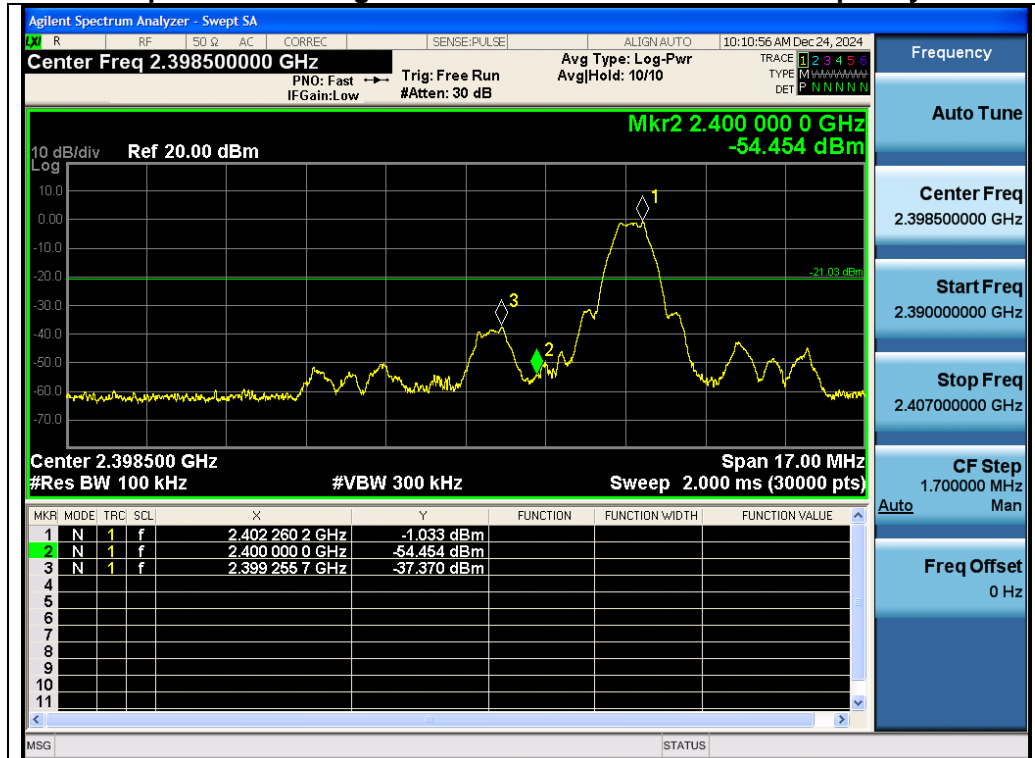 Agilent Spectrum Analyzer - Swept SA
LXI R RF 50 Ω AC CORREC SENSE:PULSE ALIGN AUTO 10:10:56 AM Dec 24, 2024
Center Freq 2.398500000 GHz
PNO: Fast
IFGain:Low
Trig: Free Run
#Atten: 30 dB
Avg Type: Log-Pwr
Avg|Hold: 10/10
TRACE 1 2 3 4 5 6
TYPE M WWWWW
DET P N N N N N
Mkr2 2.400 000 0 GHz
-54.454 dBm
10 dB/div Ref 20.00 dBm
Log
10.0
0.00
-10.0
-20.0
-30.0
-40.0
-50.0
-60.0
-70.0
1
-21.03 dBm
3
2
Center 2.398500 GHz Span 17.00 MHz
#Res BW 100 kHz #VBW 300 kHz Sweep 2.000 ms (30000 pts)
MKR MODE TRC SCL X Y FUNCTION FUNCTION WIDTH FUNCTION VALUE
1 N 1 f 2.402 260 2 GHz -1.033 dBm
2 N 1 f 2.400 000 0 GHz -54.454 dBm
3 N 1 f 2.399 255 7 GHz -37.370 dBm
4
5
6
7
8
9
10
11
MSG STATUS
Frequency
Auto Tune
Center Freq
2.398500000 GHz
Start Freq
2.390000000 GHz
Stop Freq
2.407000000 GHz
CF Step
1.700000 MHz
Auto Man
Freq Offset
0 Hz